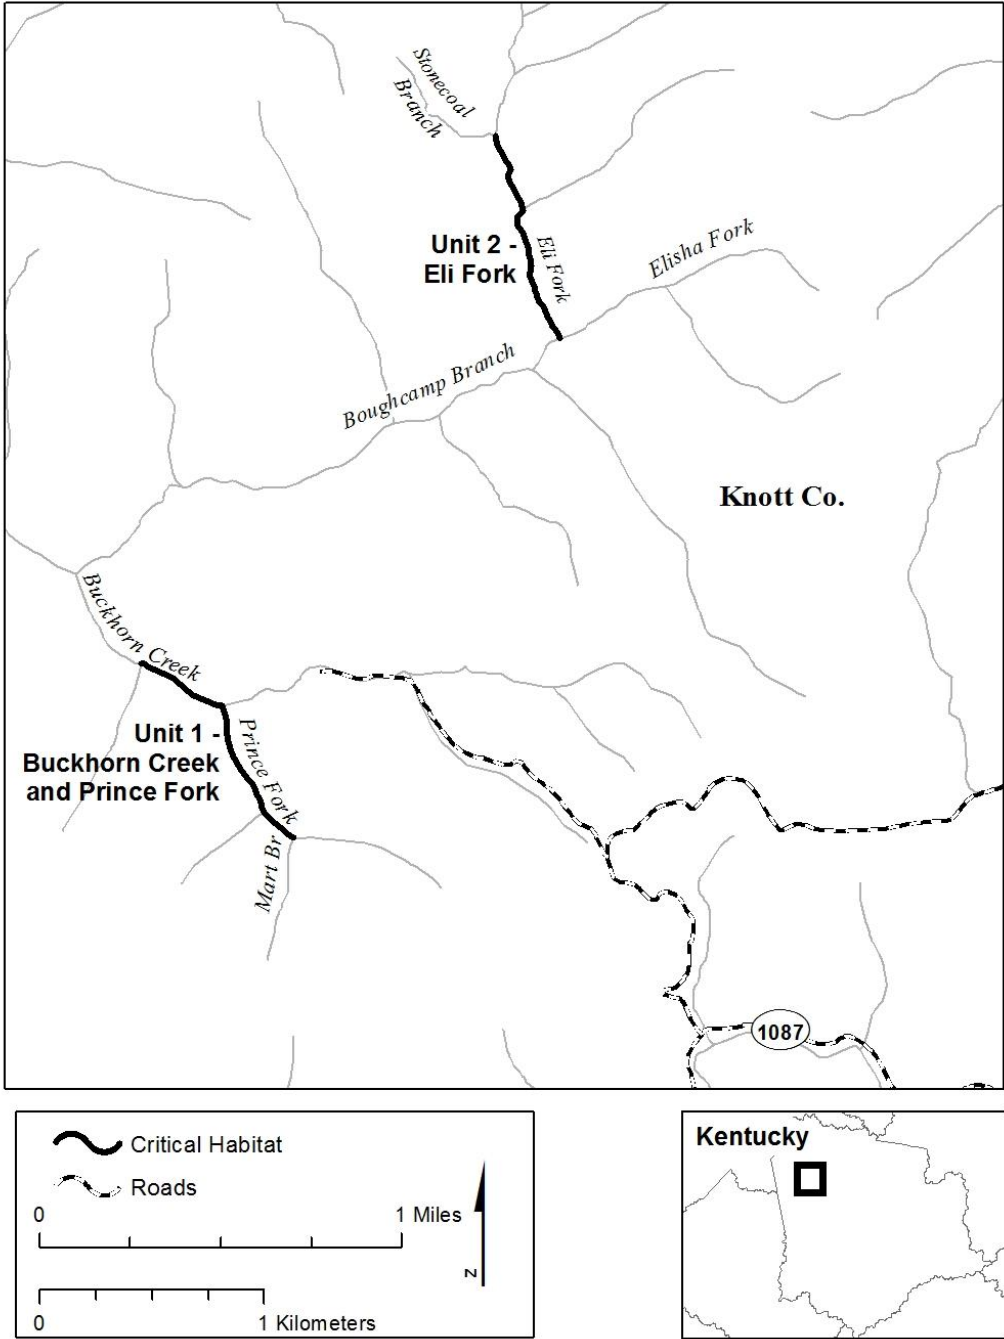 Stonecoal
Branch
Unit 2 -
Eli Fork
Eli Fork
Elisha Fork
Boughcamp Branch
Knott Co.
Buckhorn Creek
Unit 1 -
Buckhorn Creek
and Prince Fork
Prince Fork
Mart Br
1087
Critical Habitat
Roads
0 1 Miles
0 1 Kilometers
N
Kentucky